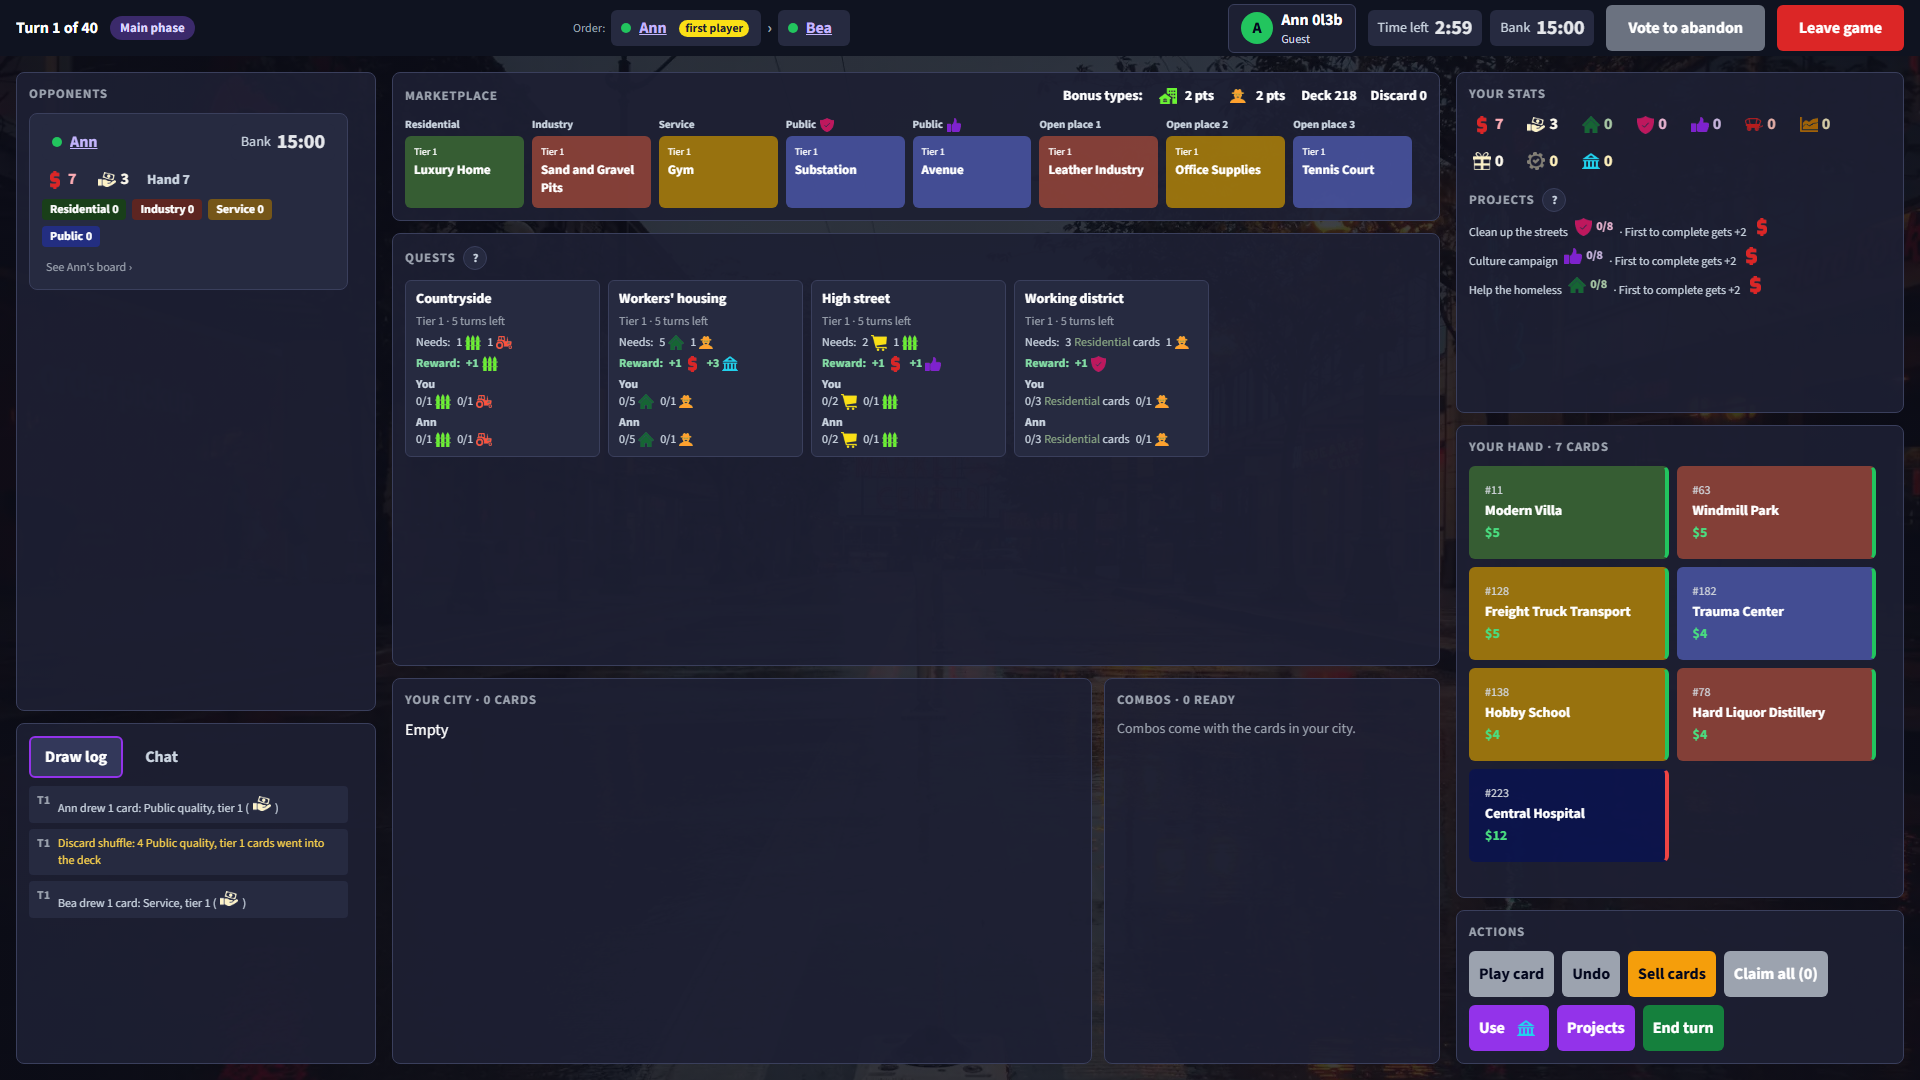 Turn 1 of 40 Main phase
Order: Ann first player › Bea
A Ann 0l3b
Guest
Time left 2:59
Bank 15:00
Vote to abandon
Leave game
OPPONENTS
Ann Bank 15:00
7 3 Hand 7
Residential 0 Industry 0 Service 0
Public 0
See Ann's board ›
MARKETPLACE
Bonus types: 2 pts 2 pts Deck 218 Discard 0
Residential Industry Service Public Public Open place 1 Open place 2 Open place 3
Tier 1
Luxury Home
Tier 1
Sand and Gravel
Pits
Tier 1
Gym
Tier 1
Substation
Tier 1
Avenue
Tier 1
Leather Industry
Tier 1
Office Supplies
Tier 1
Tennis Court
QUESTS ?
Countryside
Tier 1 · 5 turns left
Needs: 1 1
Reward: +1
You
0/1 0/1
Ann
0/1 0/1
Workers' housing
Tier 1 · 5 turns left
Needs: 5 1
Reward: +1 +3
You
0/5 0/1
Ann
0/5 0/1
High street
Tier 1 · 5 turns left
Needs: 2 1
Reward: +1 +1
You
0/2 0/1
Ann
0/2 0/1
Working district
Tier 1 · 5 turns left
Needs: 3 Residential cards 1
Reward: +1
You
0/3 Residential cards 0/1
Ann
0/3 Residential cards 0/1
YOUR STATS
$ 7 3 0 0 0 0 0
0 0 0
PROJECTS ?
Clean up the streets 0/8 · First to complete gets +2 $
Culture campaign 0/8 · First to complete gets +2 $
Help the homeless 0/8 · First to complete gets +2 $
YOUR HAND · 7 CARDS
#11
Modern Villa
$5
#63
Windmill Park
$5
#128
Freight Truck Transport
$5
#182
Trauma Center
$4
#138
Hobby School
$4
#78
Hard Liquor Distillery
$4
#223
Central Hospital
$12
Draw log Chat
T1 Ann drew 1 card: Public quality, tier 1 ( )
T1 Discard shuffle: 4 Public quality, tier 1 cards went into
the deck
T1 Bea drew 1 card: Service, tier 1 ( )
YOUR CITY · 0 CARDS
Empty
COMBOS · 0 READY
Combos come with the cards in your city.
ACTIONS
Play card Undo Sell cards Claim all (0)
Use Projects End turn